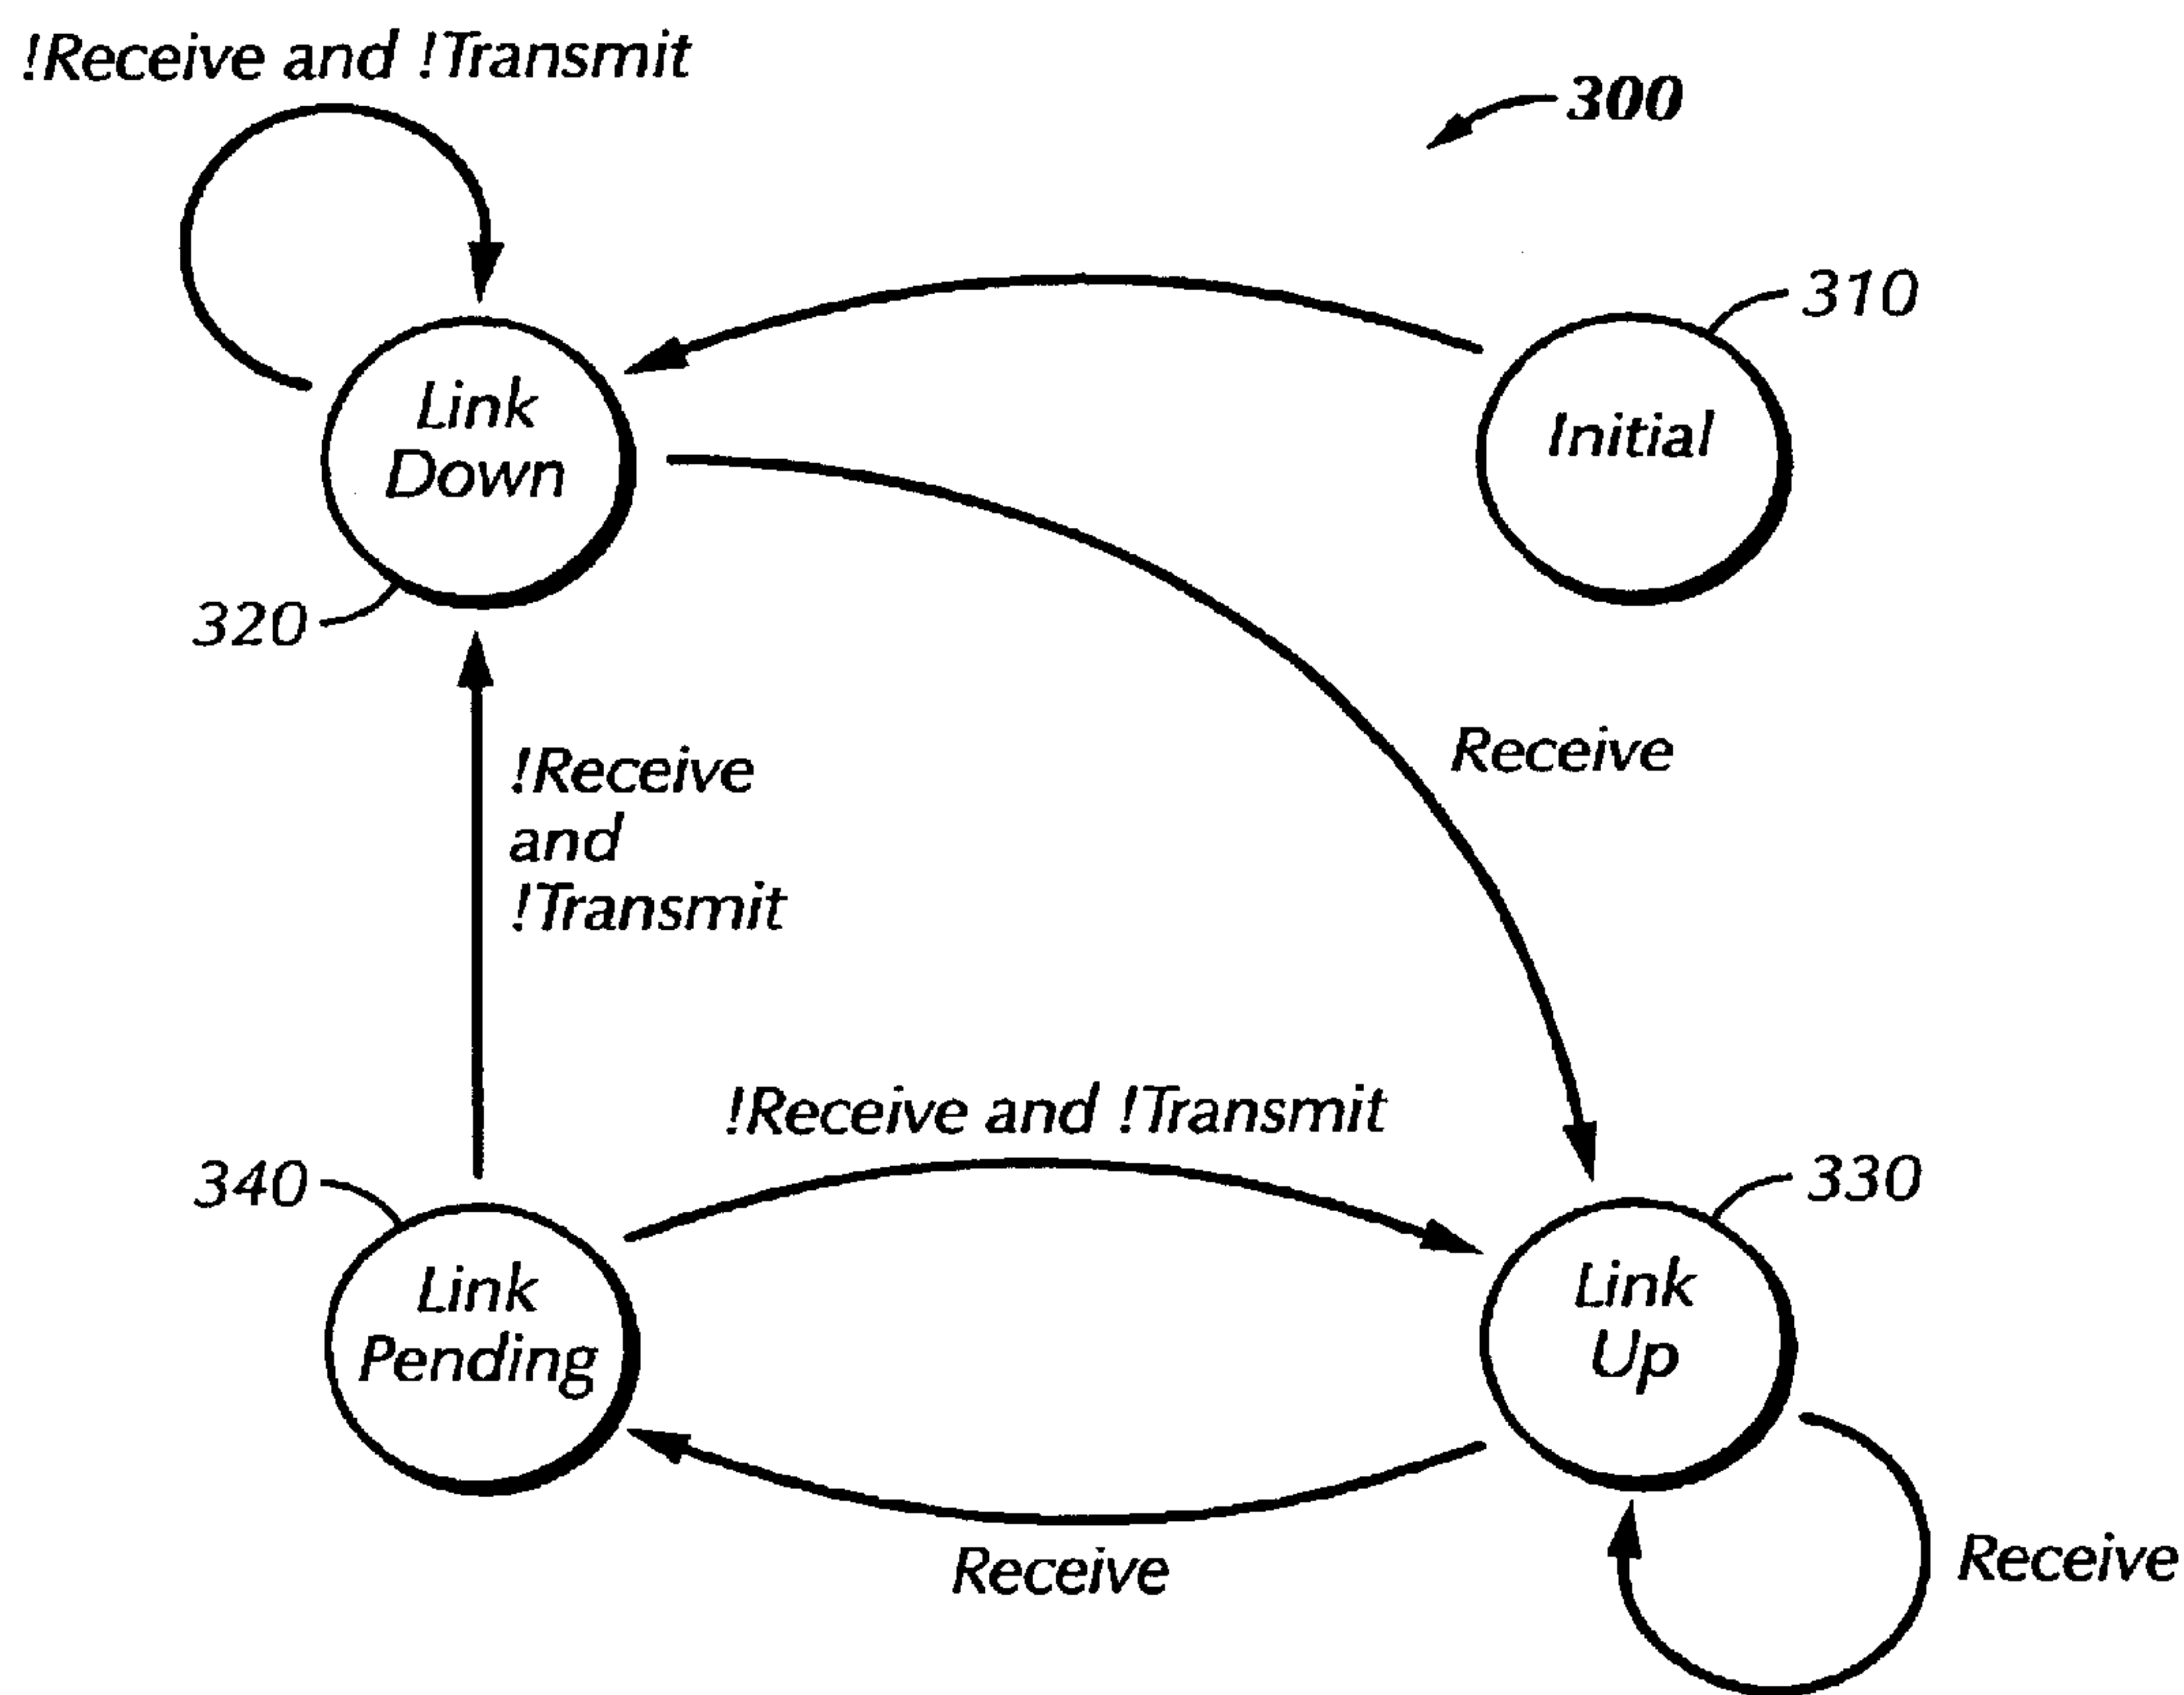 !Receive and !Transmit
300
310
Link
Down
Initial
320
Receive
!Receive
and
!Transmit
!Receive and !Transmit
340
330
Link
Pending
Link
Up
Receive
Receive